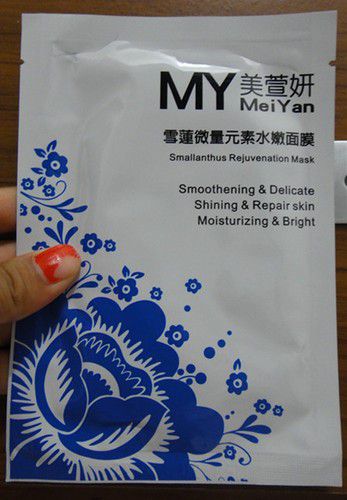 MY 美萱妍
MeiYan
雪蓮微量元素水嫩面膜
Smallanthus Rejuvenation Mask
Smoothening & Delicate
Shining & Repair skin
Moisturizing & Bright